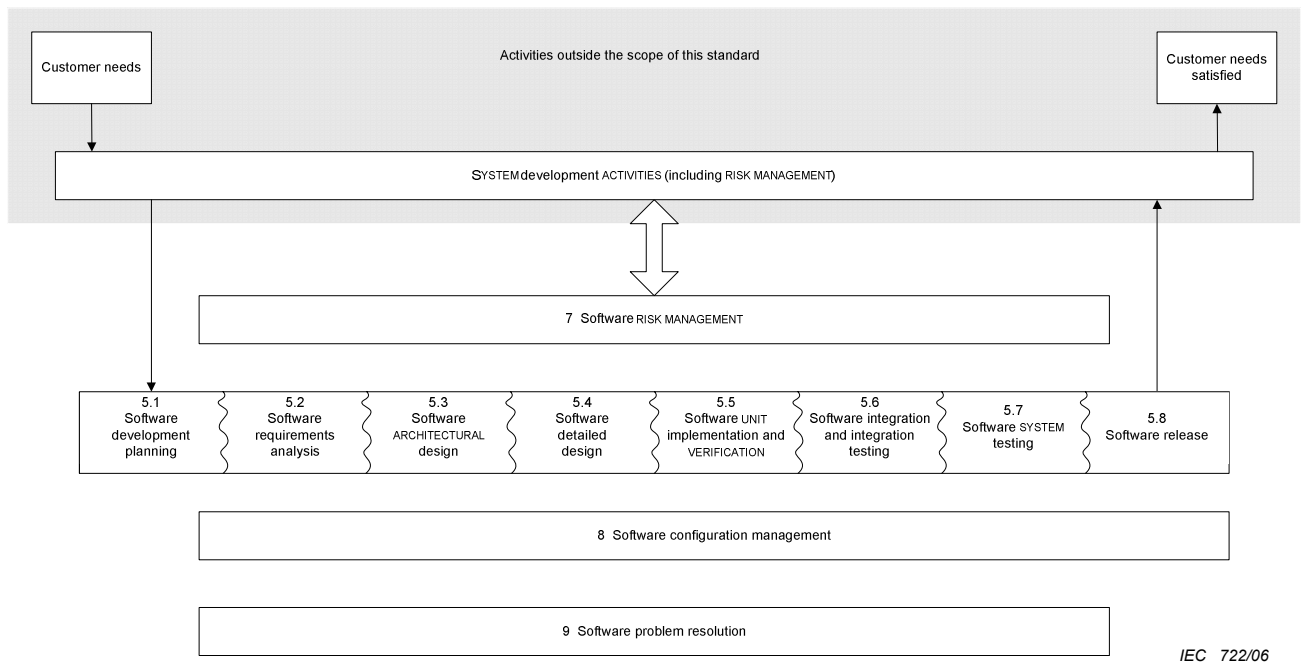 Activities outside the scope of this standard
Customer needs
Customer needs
satisfied
SYSTEM development ACTIVITIES (including RISK MANAGEMENT)
7 Software RISK MANAGEMENT
5.1
Software
development
planning
5.2
Software
requirements
analysis
5.3
Software
ARCHITECTURAL
design
5.4
Software
detailed
design
5.5
Software UNIT
implementation and
VERIFICATION
5.6
Software integration
and integration
testing
5.7
Software SYSTEM
testing
5.8
Software release
8 Software configuration management
9 Software problem resolution
IEC 722/06